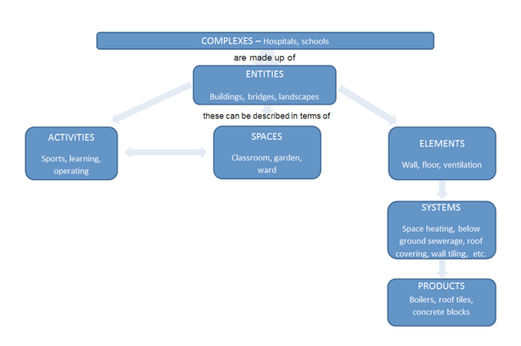 COMPLEXES – Hospitals, schools
are made up of
ENTITIES
Buildings, bridges, landscapes
these can be described in terms of
ACTIVITIES
Sports, learning,
operating
SPACES
Classroom, garden,
ward
ELEMENTS
Wall, floor, ventilation
SYSTEMS
Space heating, below
ground sewerage, roof
covering, wall tiling, etc.
PRODUCTS
Boilers, roof tiles,
concrete blocks